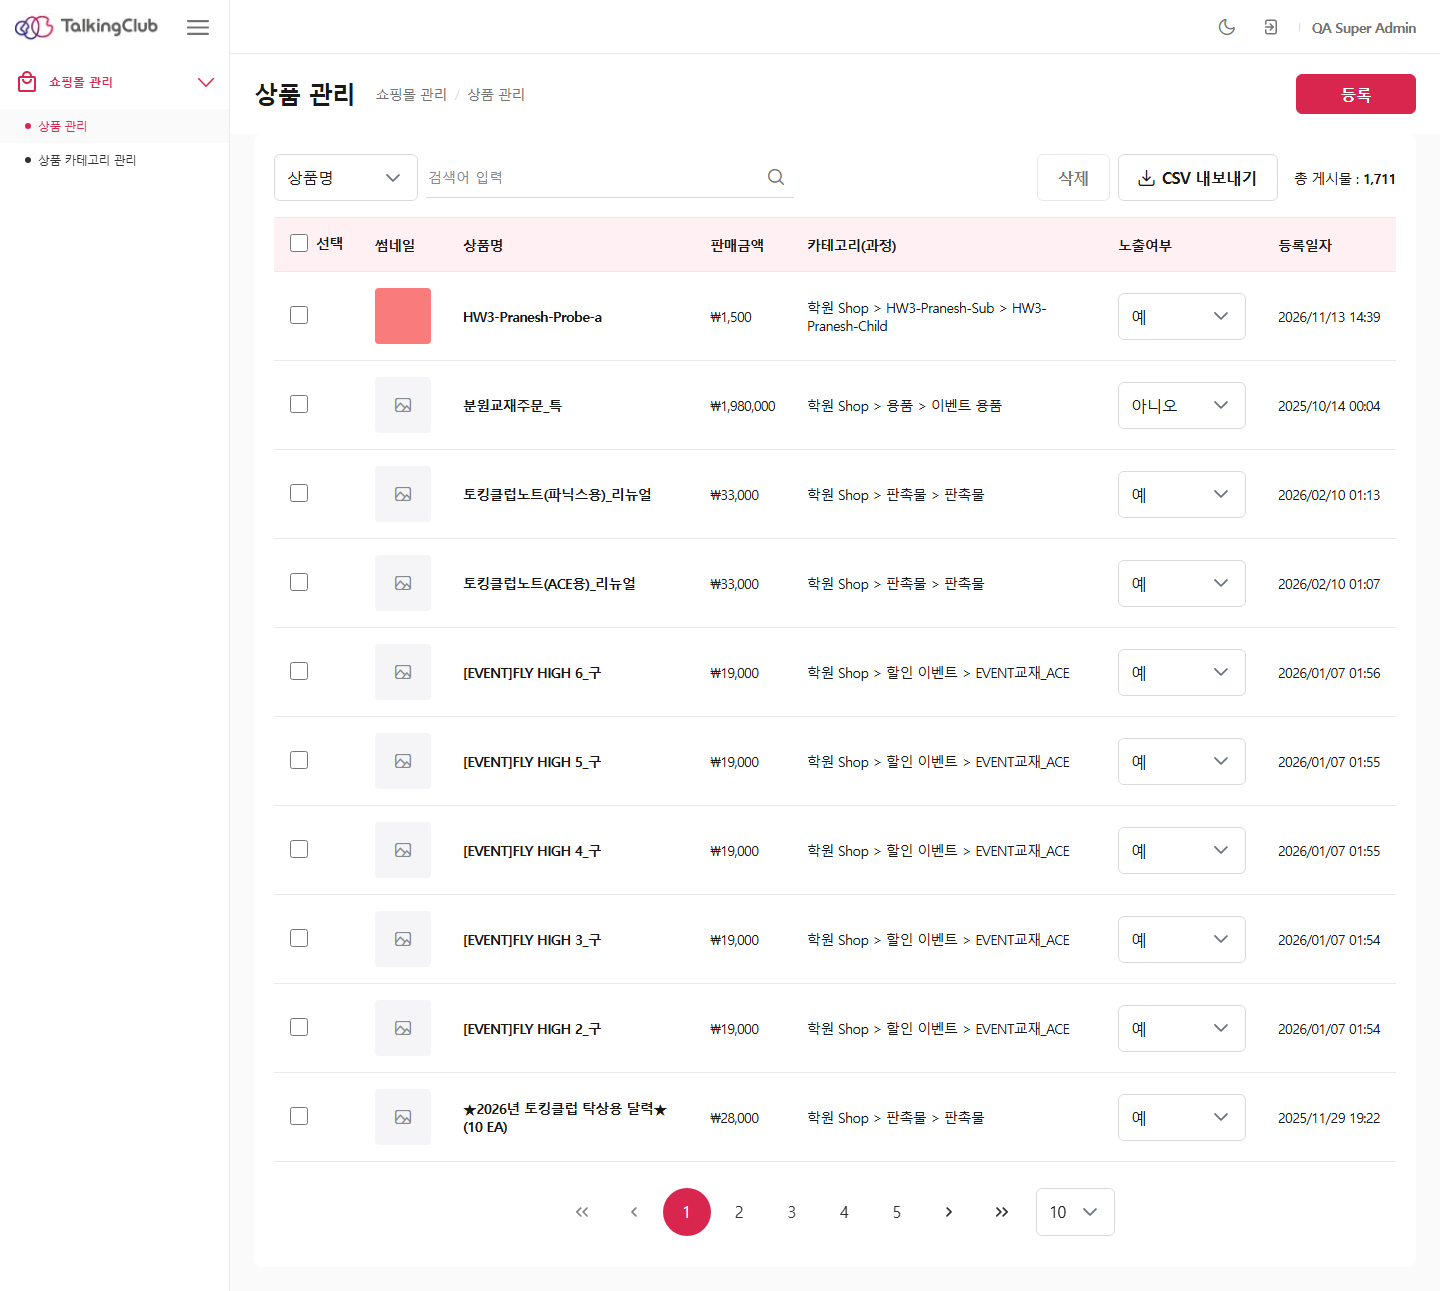 TalkingClub
QA Super Admin
쇼핑몰 관리
상품 관리
상품 카테고리 관리
상품 관리
쇼핑몰 관리 / 상품 관리
등록
상품명
검색어 입력
삭제
CSV 내보내기
총 게시물 : 1,711
선택 썸네일 상품명 판매금액 카테고리(과정) 노출여부 등록일자
HW3-Pranesh-Probe-a ₩1,500 학원 Shop > HW3-Pranesh-Sub > HW3-
Pranesh-Child 예 2026/11/13 14:39
분원교재주문_특 ₩1,980,000 학원 Shop > 용품 > 이벤트 용품 아니오 2025/10/14 00:04
토킹클럽노트(파닉스용)_리뉴얼 ₩33,000 학원 Shop > 판촉물 > 판촉물 예 2026/02/10 01:13
토킹클럽노트(ACE용)_리뉴얼 ₩33,000 학원 Shop > 판촉물 > 판촉물 예 2026/02/10 01:07
[EVENT]FLY HIGH 6_구 ₩19,000 학원 Shop > 할인 이벤트 > EVENT교재_ACE 예 2026/01/07 01:56
[EVENT]FLY HIGH 5_구 ₩19,000 학원 Shop > 할인 이벤트 > EVENT교재_ACE 예 2026/01/07 01:55
[EVENT]FLY HIGH 4_구 ₩19,000 학원 Shop > 할인 이벤트 > EVENT교재_ACE 예 2026/01/07 01:55
[EVENT]FLY HIGH 3_구 ₩19,000 학원 Shop > 할인 이벤트 > EVENT교재_ACE 예 2026/01/07 01:54
[EVENT]FLY HIGH 2_구 ₩19,000 학원 Shop > 할인 이벤트 > EVENT교재_ACE 예 2026/01/07 01:54
★2026년 토킹클럽 탁상용 달력★
(10 EA) ₩28,000 학원 Shop > 판촉물 > 판촉물 예 2025/11/29 19:22
1 2 3 4 5 10